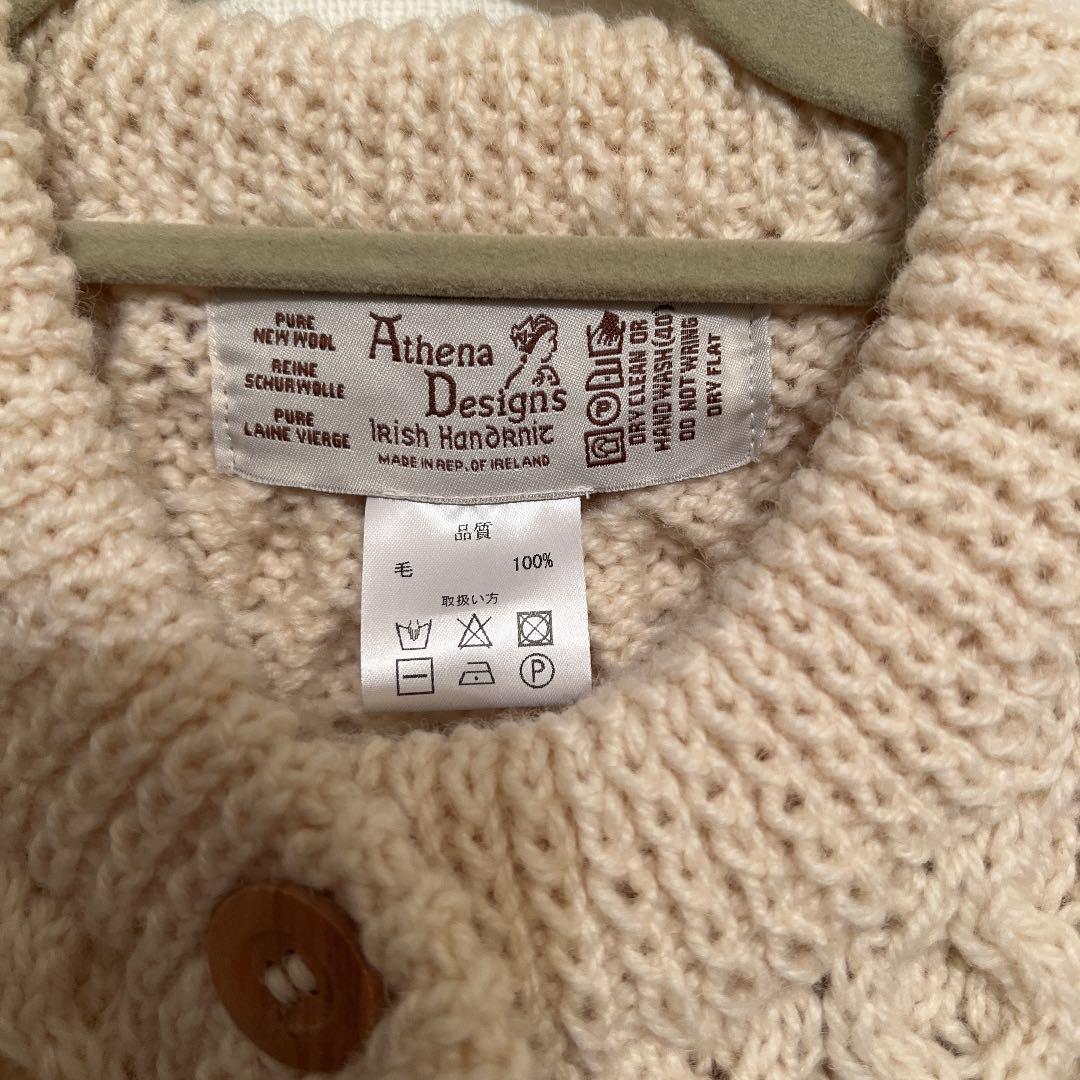 PURE
NEW WOOL
REINE
SCHURWOLLE
PURE
LAINE VIERGE
Athena
Designs
Irish Handknit
MADE IN REP. OF IRELAND
DRY CLEAN OR
HAND WASH (40°)
DO NOT WRING
DRY FLAT
P
品質
毛 100%
取扱い方
P